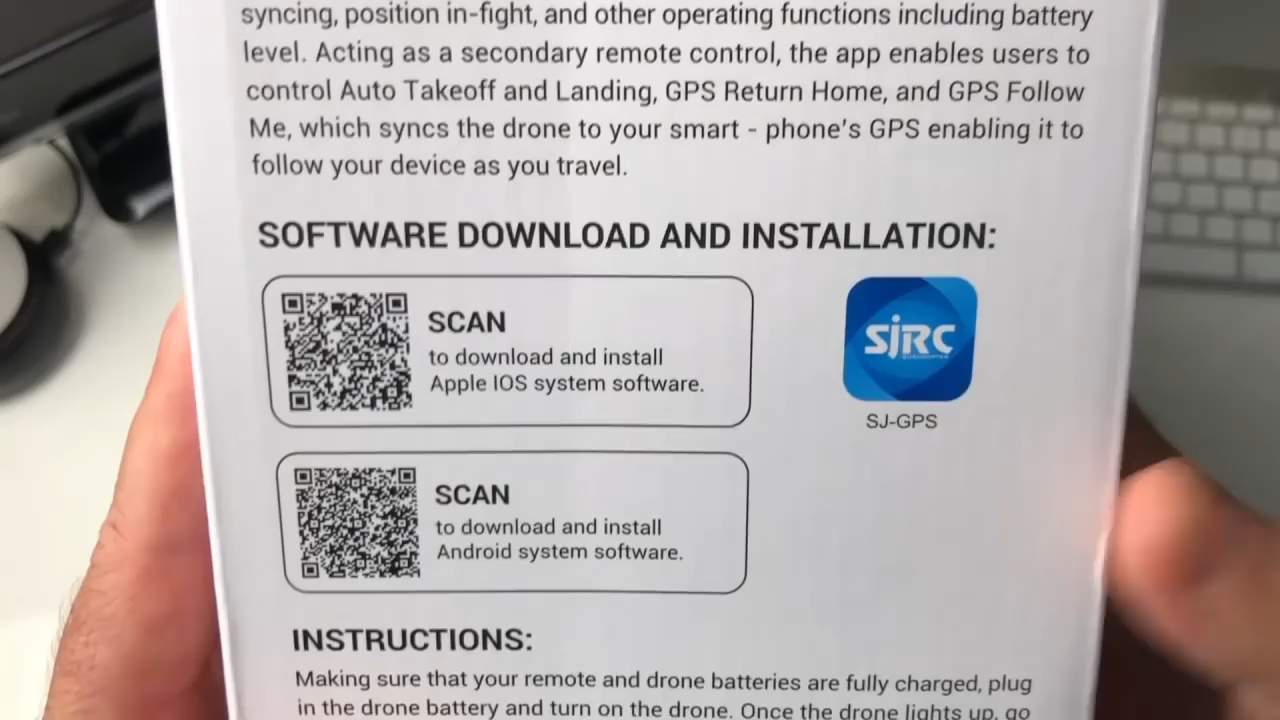 syncing, position in-fight, and other operating functions including battery
level. Acting as a secondary remote control, the app enables users to
control Auto Takeoff and Landing, GPS Return Home, and GPS Follow
Me, which syncs the drone to your smart - phone's GPS enabling it to
follow your device as you travel.
SOFTWARE DOWNLOAD AND INSTALLATION:
SCAN
to download and install
Apple IOS system software.
SJRC
SJ-GPS
SCAN
to download and install
Android system software.
INSTRUCTIONS:
Making sure that your remote and drone batteries are fully charged, plug
in the drone battery and turn on the drone. Once the drone lights up, go